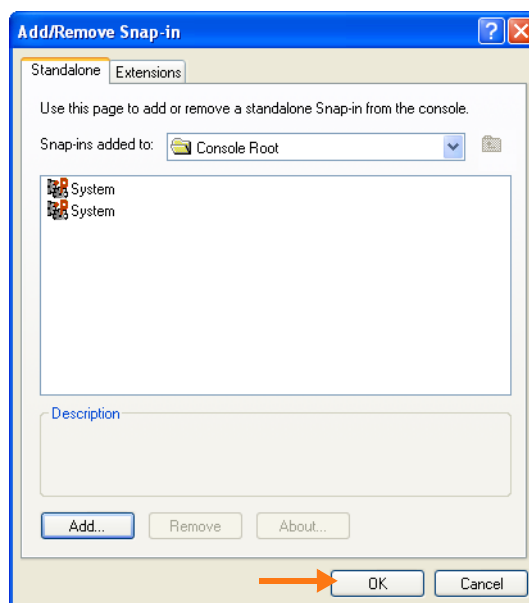 Add/Remove Snap-in
Standalone Extensions
Use this page to add or remove a standalone Snap-in from the console.
Snap-ins added to: Console Root
System
System
Description
Add... Remove About...
OK Cancel